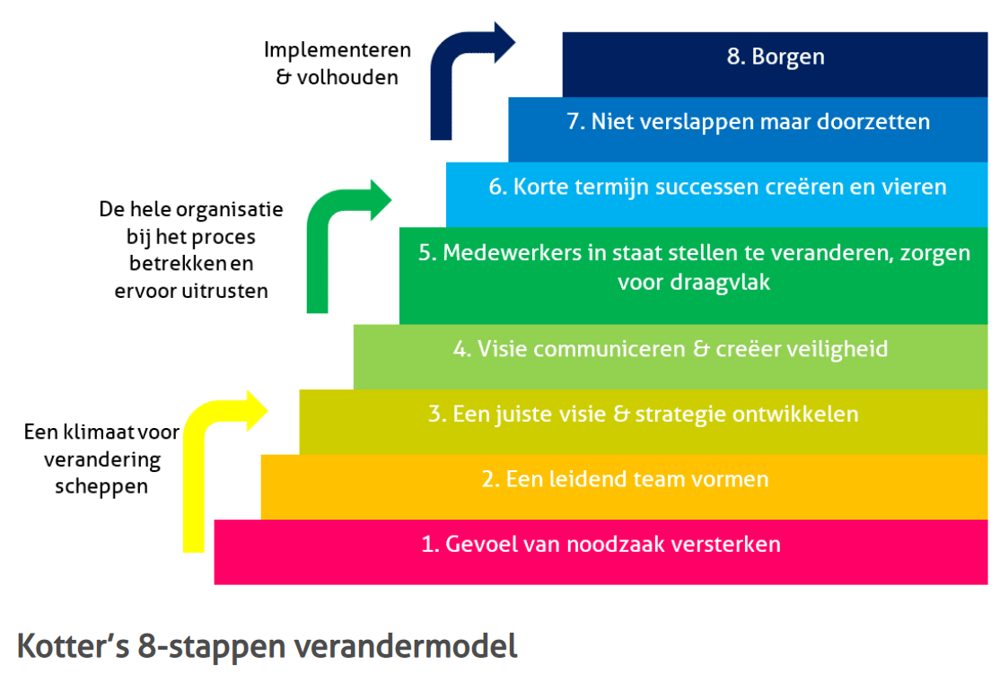 Implementeren
& volhouden
8. Borgen
7. Niet verslappen maar doorzetten
6. Korte termijn successen creëren en vieren
De hele organisatie
bij het proces
betrekken en
ervoor uitrusten
5. Medewerkers in staat stellen te veranderen, zorgen
voor draagvlak
4. Visie communiceren & creëer veiligheid
Een klimaat voor
verandering
scheppen
3. Een juiste visie & strategie ontwikkelen
2. Een leidend team vormen
1. Gevoel van noodzaak versterken
Kotter’s 8-stappen verandermodel